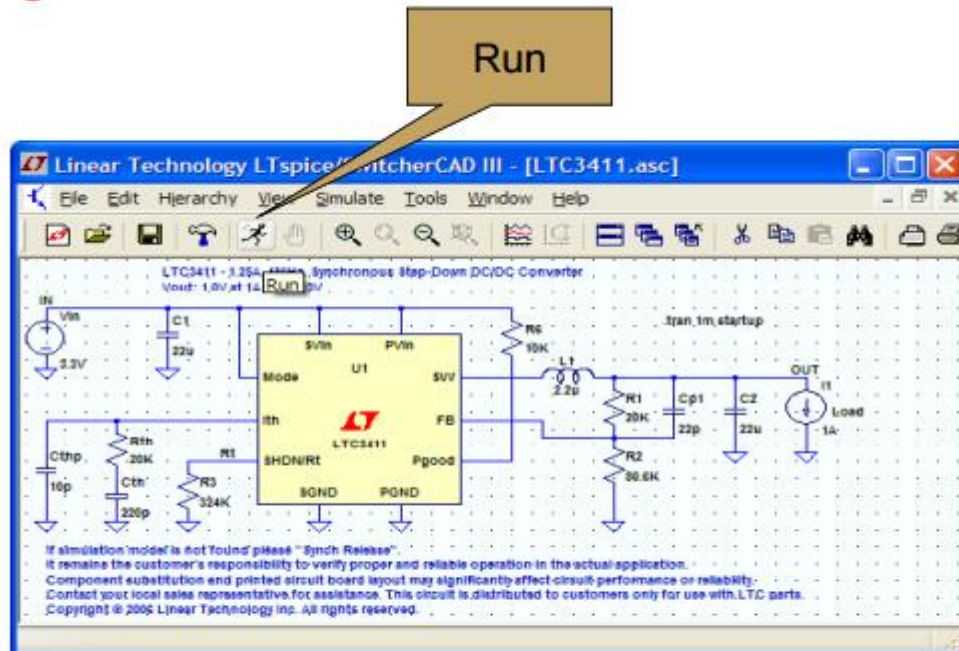 Run
Linear Technology LTspice/SwitcherCAD III - [LTC3411.asc]
File Edit Hierarchy View Simulate Tools Window Help
LTC3411 - 1.25A, Synchronous Step-Down DC/DC Converter
Vout: 1.0V at 1A
Run
IN
Vin
3.3V
C1
22u
SVin PVin
U1
Mode
SW
Ith
FB
LTC3411
SHDN/Rt
Pgood
SGND PGND
R6
10K
.tran 1m startup
L1
2.2u
OUT
R1
20K
Cp1
22p
C2
22u
I1
Load
1A
R2
80.6K
Cthp
10p
Rth
20K
Cth
220p
Rt
R3
324K
If simulation model is not found please "Synch Release".
It remains the customer's responsibility to verify proper and reliable operation in the actual application.
Component substitution and printed circuit board layout may significantly affect circuit performance or reliability.
Contact your local sales representative for assistance. This circuit is distributed to customers only for use with LTC parts.
Copyright © 2006 Linear Technology Inc. All rights reserved.